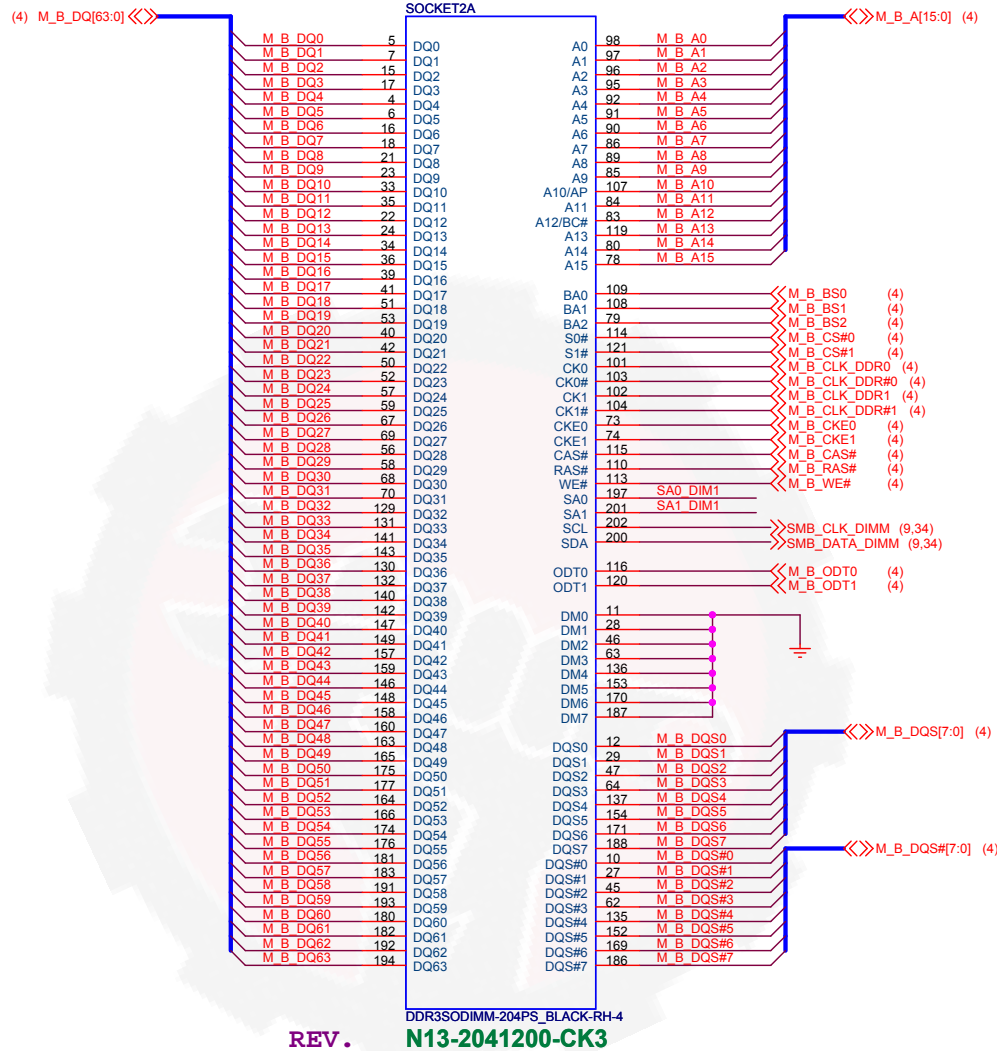 SOCKET2A
(4) M_B_DQ[63:0]
M_B_A[15:0] (4)
M_B_DQ0 5 DQ0
M_B_DQ1 7 DQ1
M_B_DQ2 15 DQ2
M_B_DQ3 17 DQ3
M_B_DQ4 4 DQ4
M_B_DQ5 6 DQ5
M_B_DQ6 16 DQ6
M_B_DQ7 18 DQ7
M_B_DQ8 21 DQ8
M_B_DQ9 23 DQ9
M_B_DQ10 33 DQ10
M_B_DQ11 35 DQ11
M_B_DQ12 22 DQ12
M_B_DQ13 24 DQ13
M_B_DQ14 34 DQ14
M_B_DQ15 36 DQ15
M_B_DQ16 39 DQ16
M_B_DQ17 41 DQ17
M_B_DQ18 51 DQ18
M_B_DQ19 53 DQ19
M_B_DQ20 40 DQ20
M_B_DQ21 42 DQ21
M_B_DQ22 50 DQ22
M_B_DQ23 52 DQ23
M_B_DQ24 57 DQ24
M_B_DQ25 59 DQ25
M_B_DQ26 67 DQ26
M_B_DQ27 69 DQ27
M_B_DQ28 56 DQ28
M_B_DQ29 58 DQ29
M_B_DQ30 68 DQ30
M_B_DQ31 70 DQ31
M_B_DQ32 129 DQ32
M_B_DQ33 131 DQ33
M_B_DQ34 141 DQ34
M_B_DQ35 143 DQ35
M_B_DQ36 130 DQ36
M_B_DQ37 132 DQ37
M_B_DQ38 140 DQ38
M_B_DQ39 142 DQ39
M_B_DQ40 147 DQ40
M_B_DQ41 149 DQ41
M_B_DQ42 157 DQ42
M_B_DQ43 159 DQ43
M_B_DQ44 146 DQ44
M_B_DQ45 148 DQ45
M_B_DQ46 158 DQ46
M_B_DQ47 160 DQ47
M_B_DQ48 163 DQ48
M_B_DQ49 165 DQ49
M_B_DQ50 175 DQ50
M_B_DQ51 177 DQ51
M_B_DQ52 164 DQ52
M_B_DQ53 166 DQ53
M_B_DQ54 174 DQ54
M_B_DQ55 176 DQ55
M_B_DQ56 181 DQ56
M_B_DQ57 183 DQ57
M_B_DQ58 191 DQ58
M_B_DQ59 193 DQ59
M_B_DQ60 180 DQ60
M_B_DQ61 182 DQ61
M_B_DQ62 192 DQ62
M_B_DQ63 194 DQ63
A0 98 M_B_A0
A1 97 M_B_A1
A2 96 M_B_A2
A3 95 M_B_A3
A4 92 M_B_A4
A5 91 M_B_A5
A6 90 M_B_A6
A7 86 M_B_A7
A8 89 M_B_A8
A9 85 M_B_A9
A10/AP 107 M_B_A10
A11 84 M_B_A11
A12/BC# 83 M_B_A12
A13 119 M_B_A13
A14 80 M_B_A14
A15 78 M_B_A15
BA0 109 M_B_BS0 (4)
BA1 108 M_B_BS1 (4)
BA2 79 M_B_BS2 (4)
S0# 114 M_B_CS#0 (4)
S1# 121 M_B_CS#1 (4)
CK0 101 M_B_CLK_DDR0 (4)
CK0# 103 M_B_CLK_DDR#0 (4)
CK1 102 M_B_CLK_DDR1 (4)
CK1# 104 M_B_CLK_DDR#1 (4)
CKE0 73 M_B_CKE0 (4)
CKE1 74 M_B_CKE1 (4)
CAS# 115 M_B_CAS# (4)
RAS# 110 M_B_RAS# (4)
WE# 113 M_B_WE# (4)
SA0 197 SA0_DIM1
SA1 201 SA1_DIM1
SCL 202 SMB_CLK_DIMM (9,34)
SDA 200 SMB_DATA_DIMM (9,34)
ODT0 116 M_B_ODT0 (4)
ODT1 120 M_B_ODT1 (4)
DM0 11
DM1 28
DM2 46
DM3 63
DM4 136
DM5 153
DM6 170
DM7 187
M_B_DQS[7:0] (4)
DQS0 12 M_B_DQS0
DQS1 29 M_B_DQS1
DQS2 47 M_B_DQS2
DQS3 64 M_B_DQS3
DQS4 137 M_B_DQS4
DQS5 154 M_B_DQS5
DQS6 171 M_B_DQS6
DQS7 188 M_B_DQS7
M_B_DQS#[7:0] (4)
DQS#0 10 M_B_DQS#0
DQS#1 27 M_B_DQS#1
DQS#2 45 M_B_DQS#2
DQS#3 62 M_B_DQS#3
DQS#4 135 M_B_DQS#4
DQS#5 152 M_B_DQS#5
DQS#6 169 M_B_DQS#6
DQS#7 186 M_B_DQS#7
DDR3SODIMM-204PS_BLACK-RH-4
REV. N13-2041200-CK3